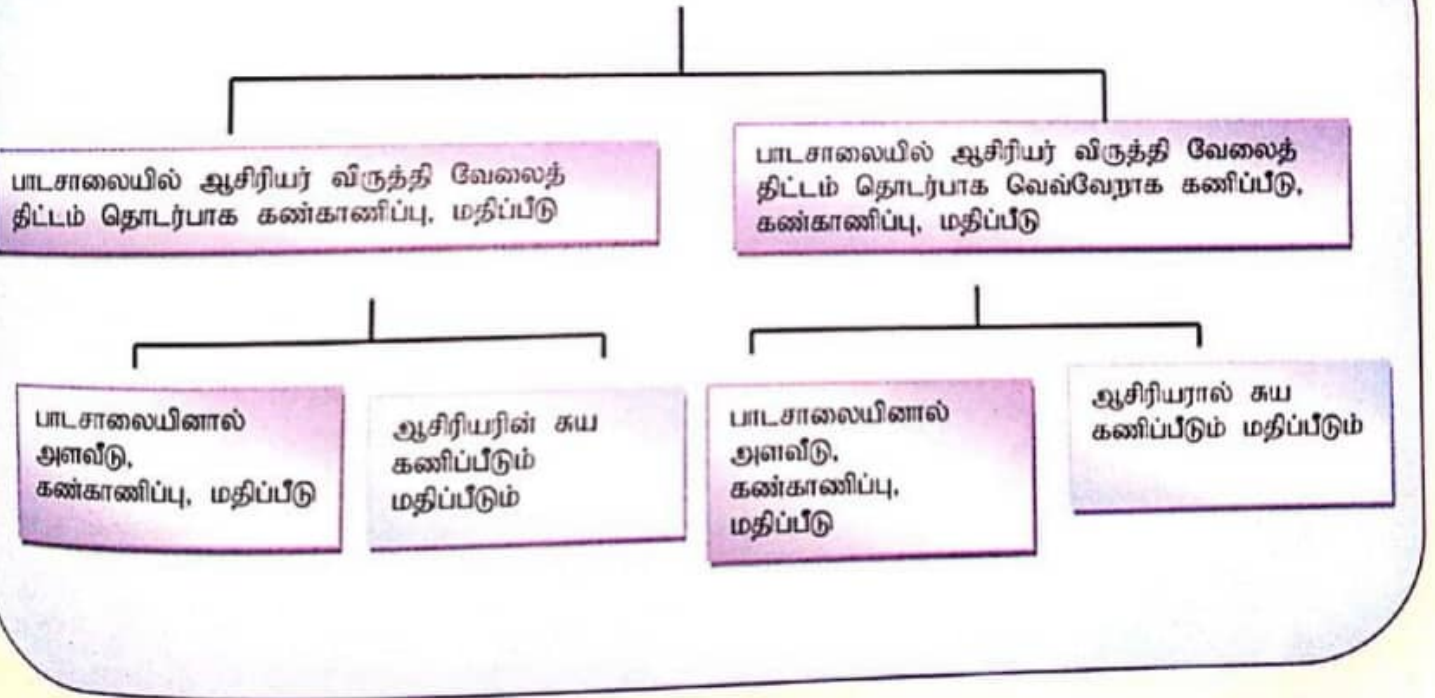 பாடசாலையில் ஆசிரியர் விருத்தி வேலைத்
திட்டம் தொடர்பாக கண்காணிப்பு, மதிப்பீடு
பாடசாலையில் ஆசிரியர் விருத்தி வேலைத்
திட்டம் தொடர்பாக வெவ்வேறாக கணிப்பீடு,
கண்காணிப்பு, மதிப்பீடு
பாடசாலையினால்
அளவீடு,
கண்காணிப்பு, மதிப்பீடு
ஆசிரியரின் சுய
கணிப்பீடும்
மதிப்பீடும்
பாடசாலையினால்
அளவீடு,
கண்காணிப்பு,
மதிப்பீடு
ஆசிரியரால் சுய
கணிப்பீடும் மதிப்பீடும்